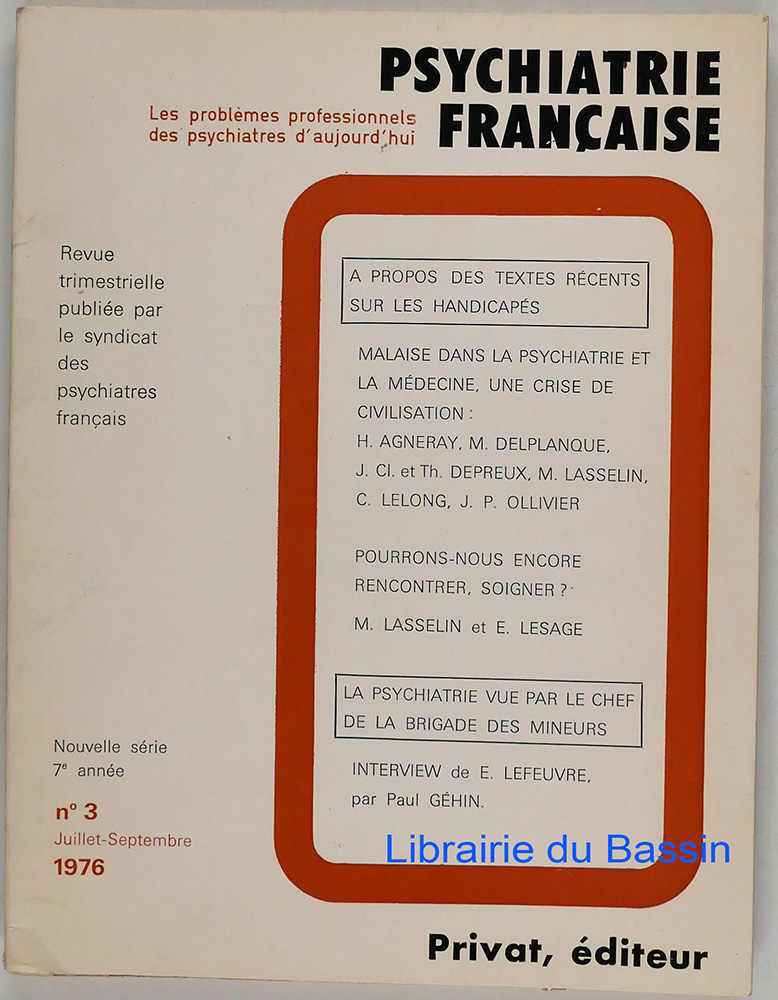 PSYCHIATRIE
FRANÇAISE
Les problèmes professionnels
des psychiatres d'aujourd'hui
Revue
trimestrielle
publiée par
le syndicat
des
psychiatres
français
A PROPOS DES TEXTES RÉCENTS
SUR LES HANDICAPÉS
MALAISE DANS LA PSYCHIATRIE ET
LA MÉDECINE, UNE CRISE DE
CIVILISATION :
H. AGNERAY, M. DELPLANQUE,
J. Cl. et Th. DEPREUX, M. LASSELIN,
C. LELONG, J. P. OLLIVIER
POURRONS-NOUS ENCORE
RENCONTRER, SOIGNER ?
M. LASSELIN et E. LESAGE
LA PSYCHIATRIE VUE PAR LE CHEF
DE LA BRIGADE DES MINEURS
INTERVIEW de E. LEFEUVRE,
par Paul GÉHIN.
Nouvelle série
7e année
n° 3
Juillet-Septembre
1976
Librairie du Bassin
Privat, éditeur